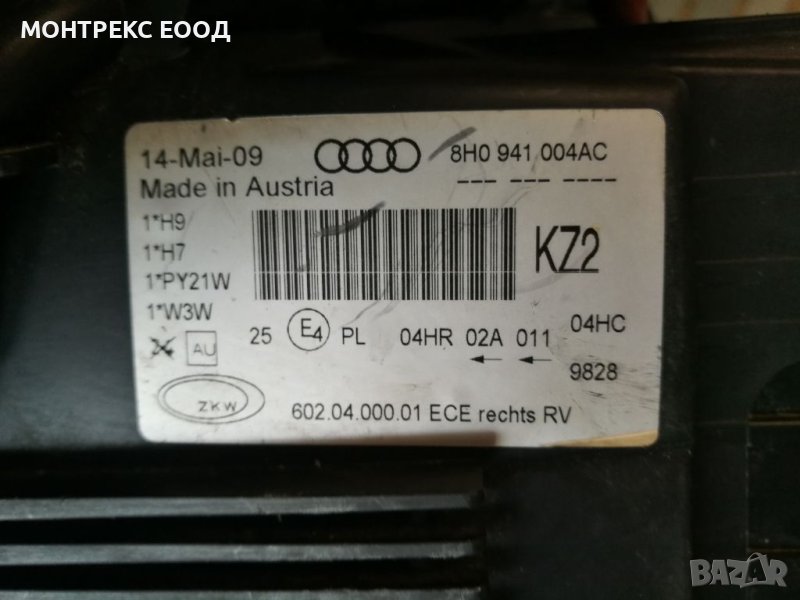 МОНТРЕКС ЕООД
14-Mai-09
8H0 941 004AC
Made in Austria
--- --- --- ---
1*H9
1*H7
1*PY21W
1*W3W
KZ2
AU
25 E4 PL 04HR 02A 011 04HC
← ←
9828
ZKW
602.04.000.01 ECE rechts RV
BAZAR